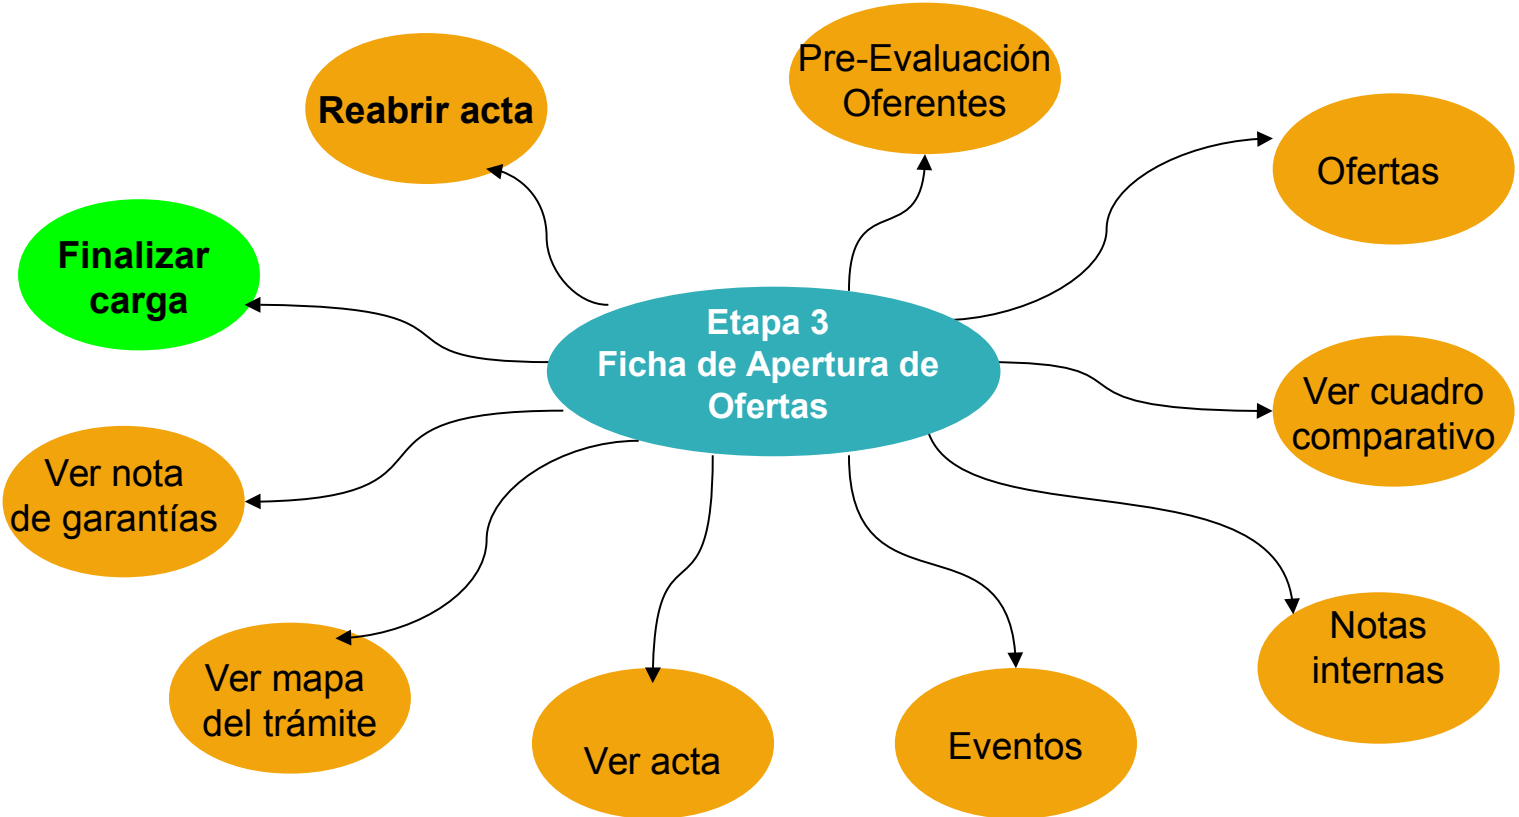 Pre-Evaluación
Oferentes
Reabrir acta
Ofertas
Finalizar
carga
Etapa 3
Ficha de Apertura de
Ofertas
Ver cuadro
comparativo
Ver nota
de garantías
Notas
internas
Ver mapa
del trámite
Ver acta
Eventos